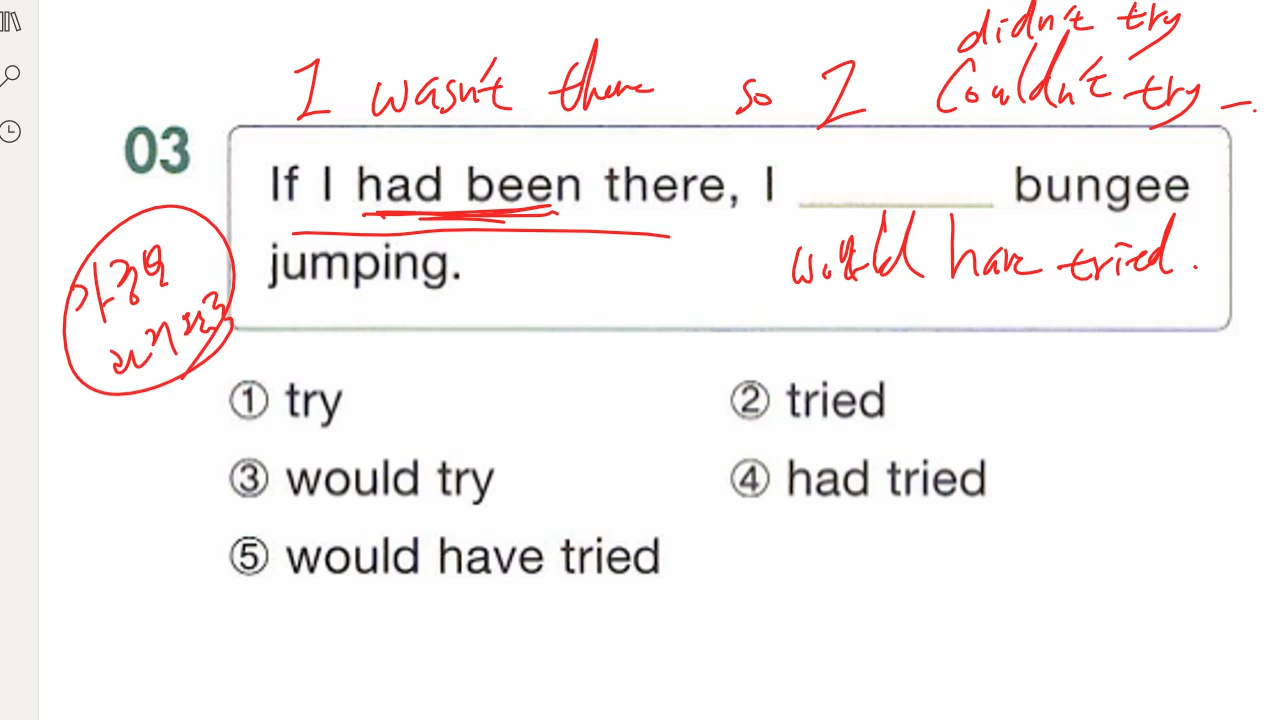 didn't try
I wasn't there so I couldn't try
03
If I had been there, I ______ bungee
would have tried.
jumping.
① try ② tried
③ would try ④ had tried
⑤ would have tried